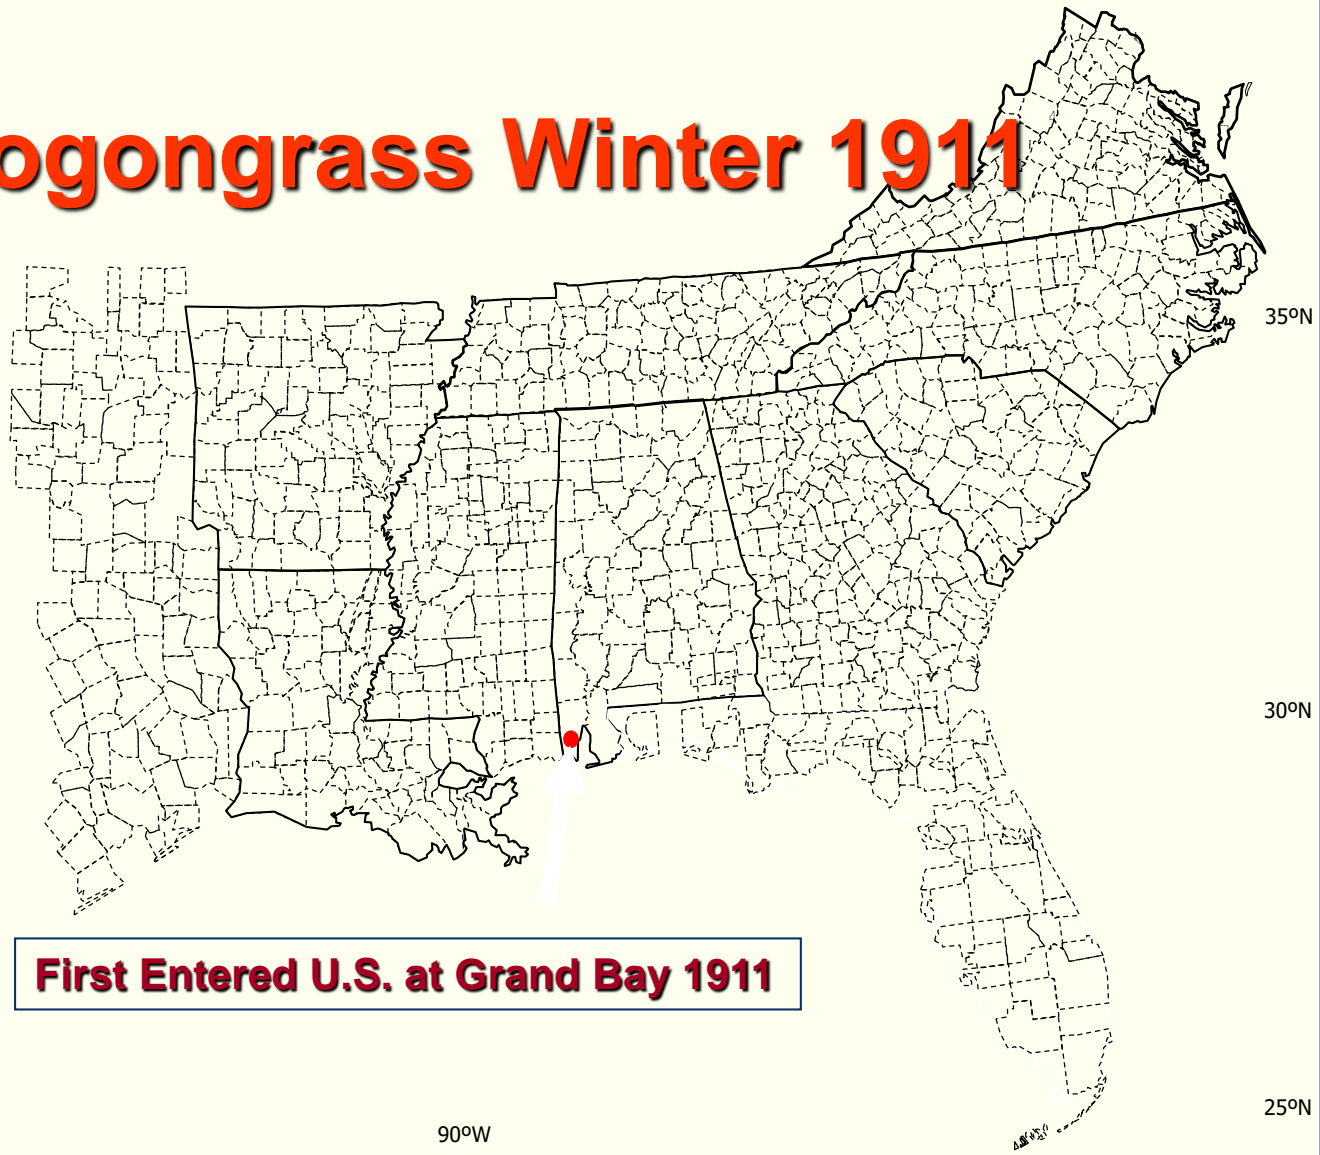 ogongrass Winter 1911
35ºN
30ºN
First Entered U.S. at Grand Bay 1911
25ºN
90ºW